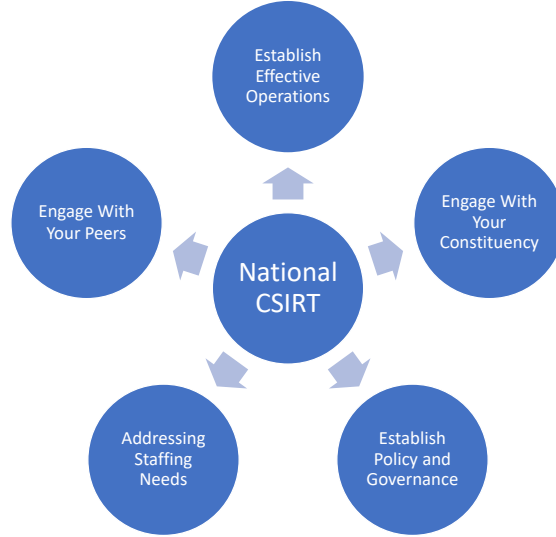 Establish
Effective
Operations
Engage With
Your Peers
Engage With
Your
Constituency
National
CSIRT
Addressing
Staffing
Needs
Establish
Policy and
Governance